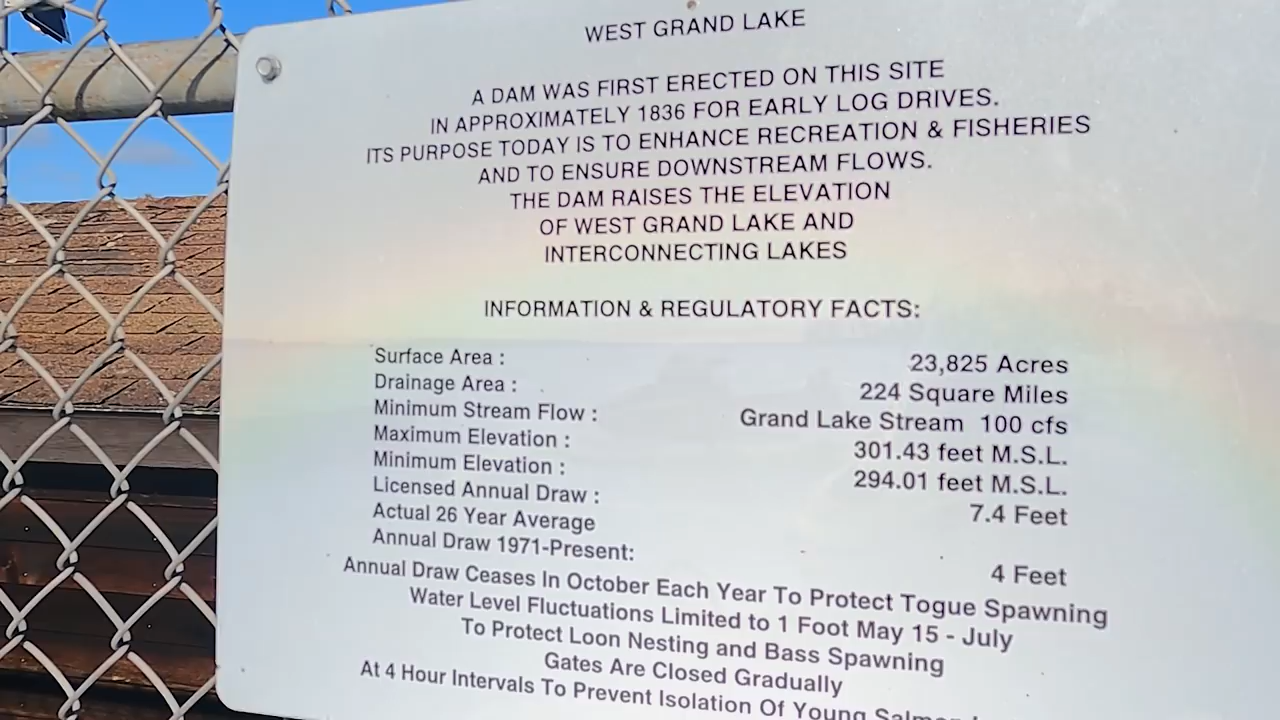 WEST GRAND LAKE
A DAM WAS FIRST ERECTED ON THIS SITE
IN APPROXIMATELY 1836 FOR EARLY LOG DRIVES.
ITS PURPOSE TODAY IS TO ENHANCE RECREATION & FISHERIES
AND TO ENSURE DOWNSTREAM FLOWS.
THE DAM RAISES THE ELEVATION
OF WEST GRAND LAKE AND
INTERCONNECTING LAKES
INFORMATION & REGULATORY FACTS:
Surface Area : 23,825 Acres
Drainage Area : 224 Square Miles
Minimum Stream Flow : Grand Lake Stream 100 cfs
Maximum Elevation : 301.43 feet M.S.L.
Minimum Elevation : 294.01 feet M.S.L.
Licensed Annual Draw : 7.4 Feet
Actual 26 Year Average
Annual Draw 1971-Present: 4 Feet
Annual Draw Ceases In October Each Year To Protect Togue Spawning
Water Level Fluctuations Limited to 1 Foot May 15 - July
To Protect Loon Nesting and Bass Spawning
Gates Are Closed Gradually
At 4 Hour Intervals To Prevent Isolation Of Young